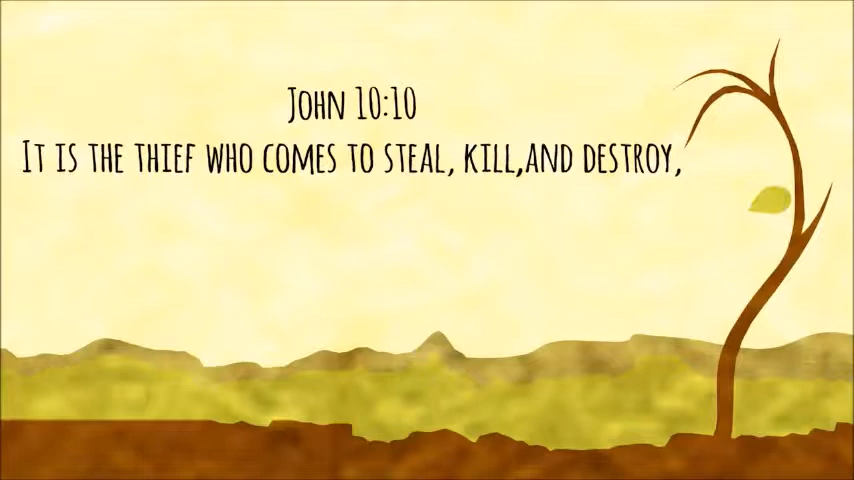 John 10:10
It is the thief who comes to steal, kill,and destroy,